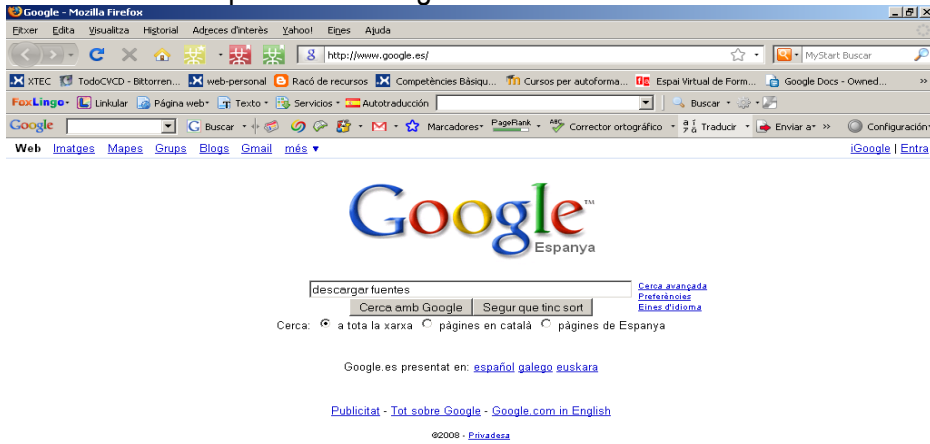 Google - Mozilla Firefox
Fitxer Edita Visualitza Historial Adreces d'interès Yahoo! Eines Ajuda
http://www.google.es/ MyStart Buscar
XTEC TodoCVCD - Bittorren... web-personal Racó de recursos Competències Bàsiqu... Cursos per autoforma... Espai Virtual de Form... Google Docs - Owned... »
FoxLingo Linkular Página web Texto Servicios Autotraducción Buscar
Google Buscar Marcadores PageRank Corrector ortográfico Traducir Enviar a » Configuración
Web Imatges Mapes Grups Blogs Gmail més ▼ iGoogle | Entra
Google™
Espanya
descargar fuentes
Cerca avançada
Preferències
Eines d'idioma
Cerca amb Google Segur que tinc sort
Cerca: a tota la xarxa pàgines en català pàgines de Espanya
Google.es presentat en: español galego euskara
Publicitat - Tot sobre Google - Google.com in English
©2008 - Privadesa